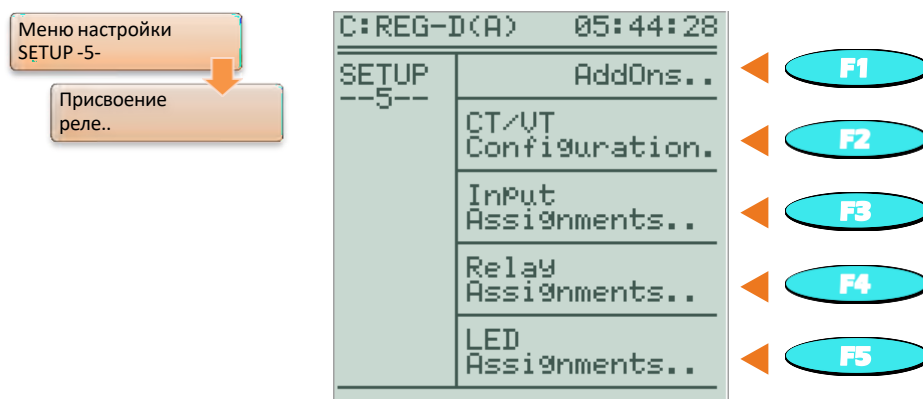 Меню настройки
SETUP -5-
Присвоение
реле..
C:REG-D(A) 05:44:28
SETUP
--5--
AddOns..
F1
CT/VT
Configuration.
F2
Input
Assignments..
F3
Relay
Assignments..
F4
LED
Assignments..
F5